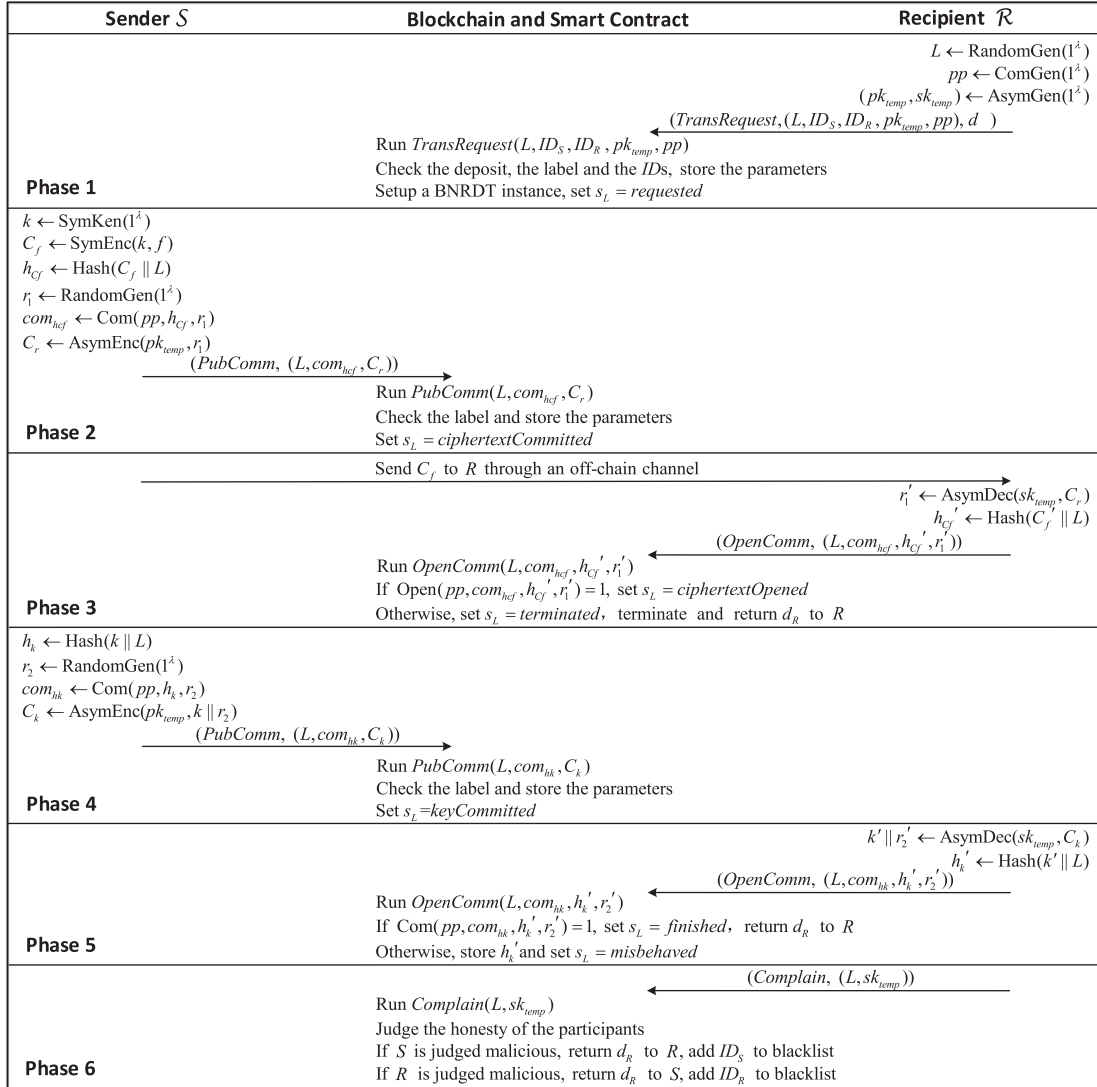 Sender S Blockchain and Smart Contract Recipient R
L ← RandomGen(1^λ)
pp ← ComGen(1^λ)
(pk_temp, sk_temp) ← AsymGen(1^λ)
(TransRequest, (L, ID_S, ID_R, pk_temp, pp), d )
Run TransRequest(L, ID_S, ID_R, pk_temp, pp)
Check the deposit, the label and the IDs, store the parameters
Phase 1 Setup a BNRDT instance, set s_L = requested
k ← SymKen(1^λ)
C_f ← SymEnc(k, f)
h_Cf ← Hash(C_f || L)
r_1 ← RandomGen(1^λ)
com_hcf ← Com(pp, h_Cf, r_1)
C_r ← AsymEnc(pk_temp, r_1)
(PubComm, (L, com_hcf, C_r))
Run PubComm(L, com_hcf, C_r)
Check the label and store the parameters
Phase 2 Set s_L = ciphertextCommitted
Send C_f to R through an off-chain channel
r_1' ← AsymDec(sk_temp, C_r)
h_Cf' ← Hash(C_f' || L)
(OpenComm, (L, com_hcf, h_Cf', r_1'))
Run OpenComm(L, com_hcf, h_Cf', r_1')
If Open(pp, com_hcf, h_Cf', r_1') = 1, set s_L = ciphertextOpened
Phase 3 Otherwise, set s_L = terminated, terminate and return d_R to R
h_k ← Hash(k || L)
r_2 ← RandomGen(1^λ)
com_hk ← Com(pp, h_k, r_2)
C_k ← AsymEnc(pk_temp, k || r_2)
(PubComm, (L, com_hk, C_k))
Run PubComm(L, com_hk, C_k)
Check the label and store the parameters
Phase 4 Set s_L = keyCommitted
k' || r_2' ← AsymDec(sk_temp, C_k)
h_k' ← Hash(k' || L)
(OpenComm, (L, com_hk, h_k', r_2'))
Run OpenComm(L, com_hk, h_k', r_2')
If Com(pp, com_hk, h_k', r_2') = 1, set s_L = finished, return d_R to R
Phase 5 Otherwise, store h_k' and set s_L = misbehaved
(Complain, (L, sk_temp))
Run Complain(L, sk_temp)
Judge the honesty of the participants
If S is judged malicious, return d_R to R, add ID_S to blacklist
Phase 6 If R is judged malicious, return d_R to S, add ID_R to blacklist